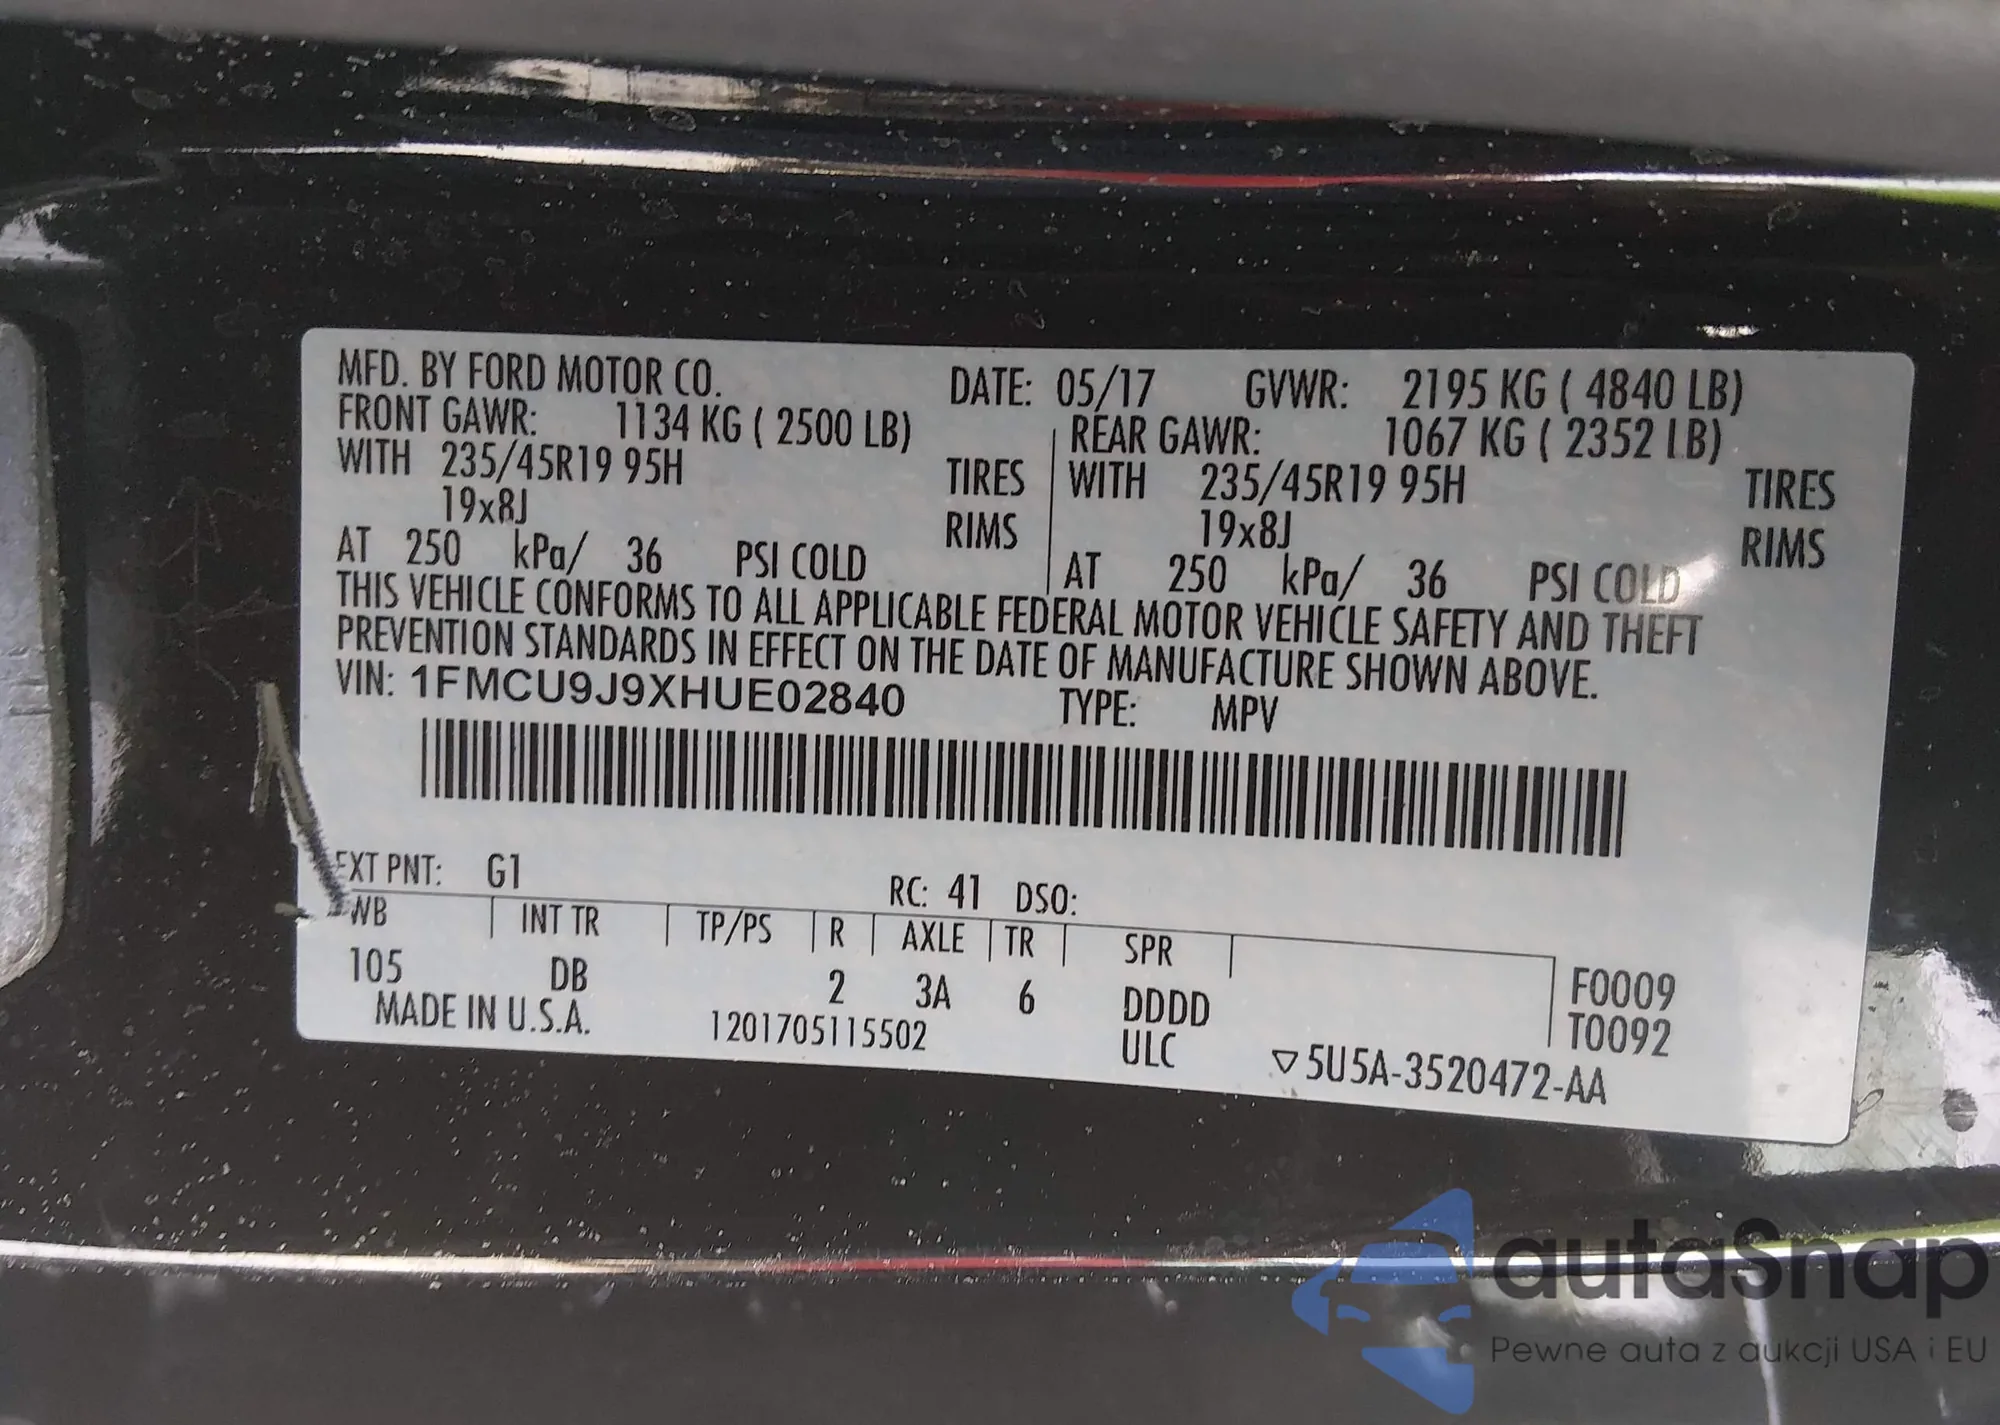 MFD. BY FORD MOTOR CO. DATE: 05/17 GVWR: 2195 KG ( 4840 LB)
FRONT GAWR: 1134 KG ( 2500 LB) REAR GAWR: 1067 KG ( 2352 LB)
WITH 235/45R19 95H TIRES WITH 235/45R19 95H TIRES
19x8J RIMS 19x8J RIMS
AT 250 kPa/ 36 PSI COLD AT 250 kPa/ 36 PSI COLD
THIS VEHICLE CONFORMS TO ALL APPLICABLE FEDERAL MOTOR VEHICLE SAFETY AND THEFT
PREVENTION STANDARDS IN EFFECT ON THE DATE OF MANUFACTURE SHOWN ABOVE.
VIN: 1FMCU9J9XHUE02840 TYPE: MPV
EXT PNT: G1 RC: 41 DSO:
WB INT TR TP/PS R AXLE TR SPR
105 DB 2 3A 6 DDDD F0009
MADE IN U.S.A. 1201705115502 ULC T0092
▽5U5A-3520472-AA
autaSnap
Pewne auta z aukcji USA i EU